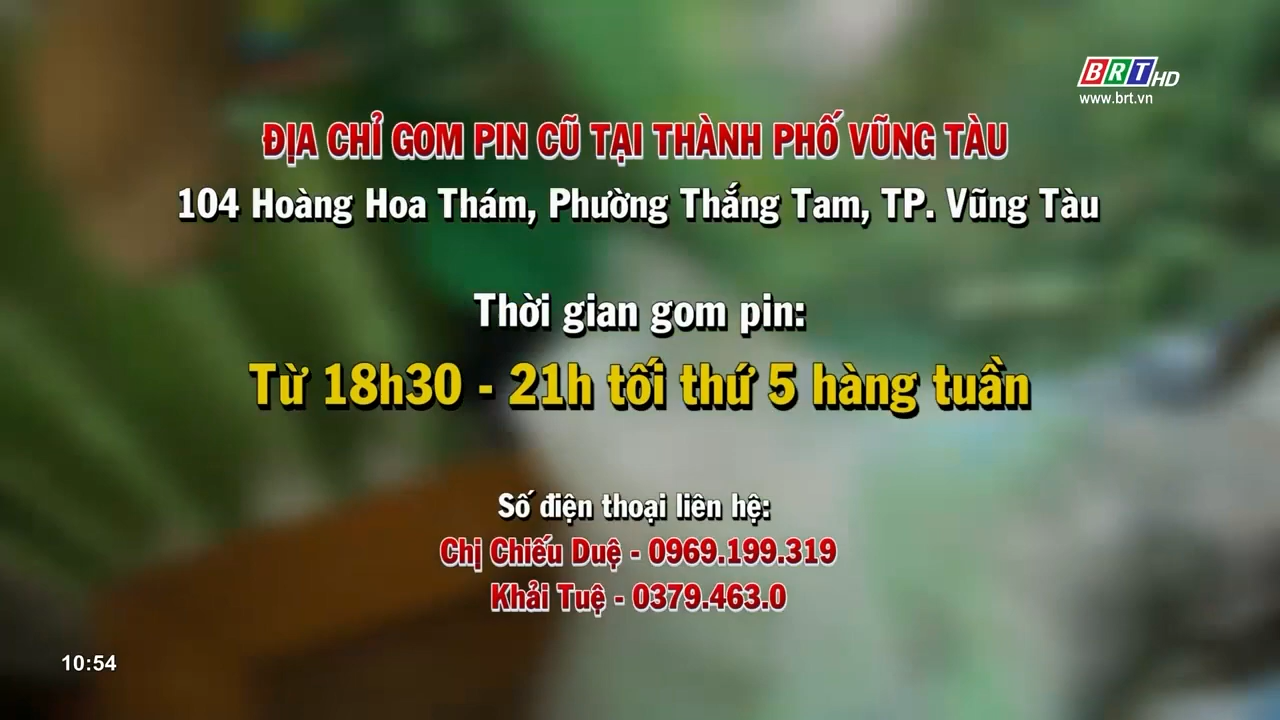 BRT HD
www.brt.vn
ĐỊA CHỈ GOM PIN CŨ TẠI THÀNH PHỐ VŨNG TÀU
104 Hoàng Hoa Thám, Phường Thắng Tam, TP. Vũng Tàu
Thời gian gom pin:
Từ 18h30 - 21h tối thứ 5 hàng tuần
Số điện thoại liên hệ:
Chị Chiếu Duệ - 0969.199.319
Khải Tuệ - 0379.463.0
10:54